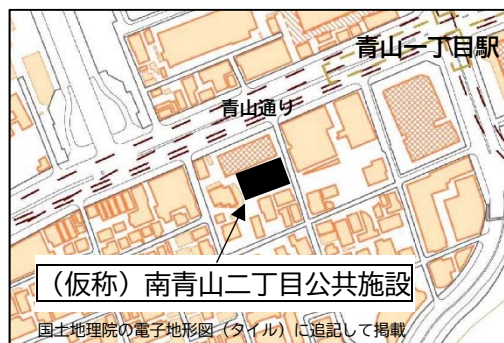 青山一丁目駅
青山通り
（仮称）南青山二丁目公共施設
国土地理院の電子地形図（タイル）に追記して掲載